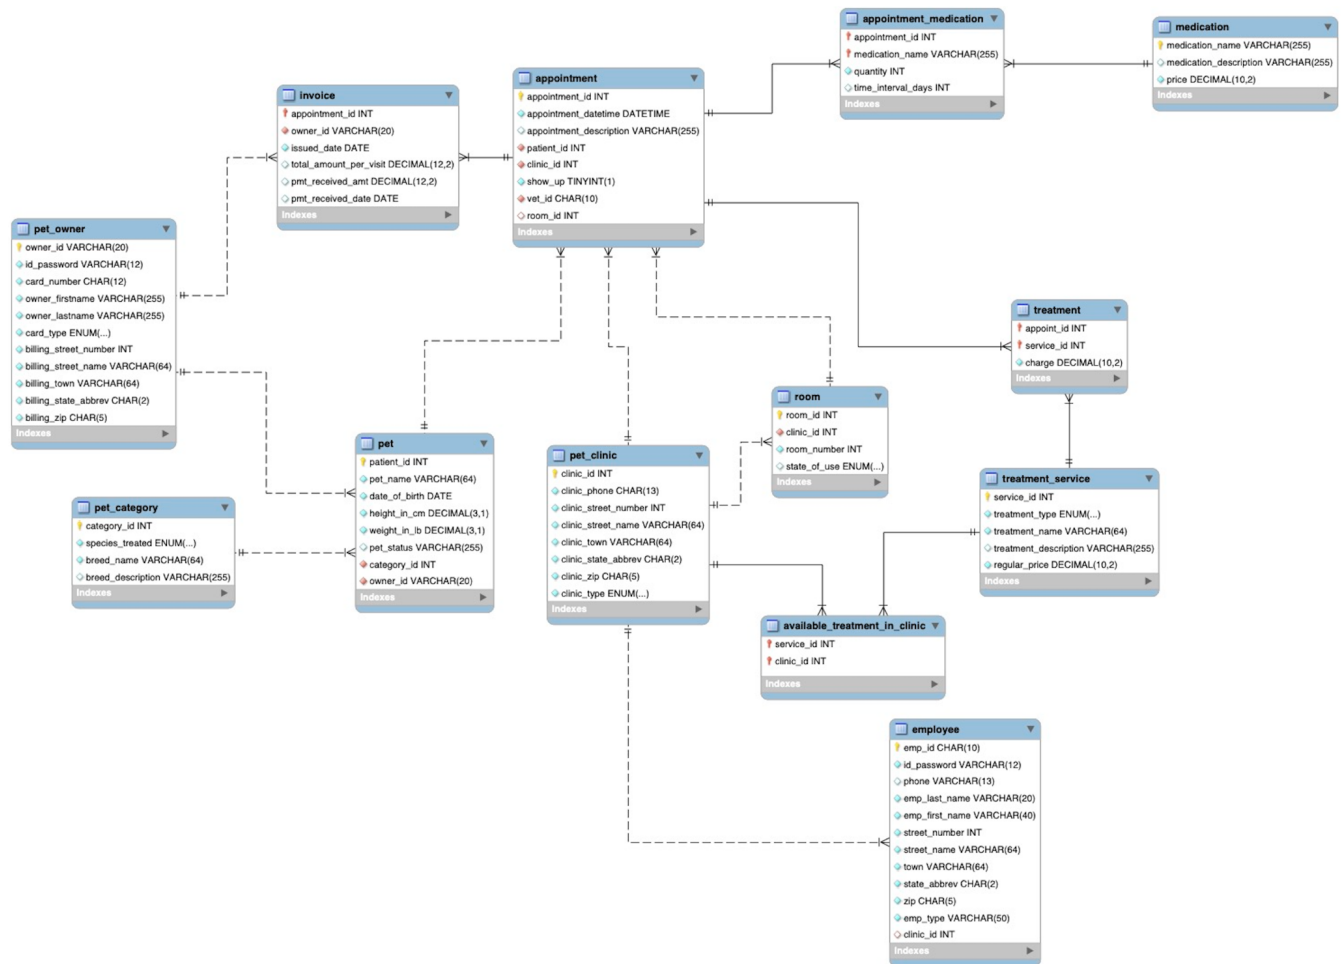 appointment_medication
appointment_id INT
medication_name VARCHAR(255)
quantity INT
time_interval_days INT
Indexes
medication
medication_name VARCHAR(255)
medication_description VARCHAR(255)
price DECIMAL(10,2)
Indexes
appointment
appointment_id INT
appointment_datetime DATETIME
appointment_description VARCHAR(255)
patient_id INT
clinic_id INT
show_up TINYINT(1)
vet_id CHAR(10)
room_id INT
Indexes
invoice
appointment_id INT
owner_id VARCHAR(20)
issued_date DATE
total_amount_per_visit DECIMAL(12,2)
pmt_received_amt DECIMAL(12,2)
pmt_received_date DATE
Indexes
pet_owner
owner_id VARCHAR(20)
id_password VARCHAR(12)
card_number CHAR(12)
owner_firstname VARCHAR(255)
owner_lastname VARCHAR(255)
card_type ENUM(...)
billing_street_number INT
billing_street_name VARCHAR(64)
billing_town VARCHAR(64)
billing_state_abbrev CHAR(2)
billing_zip CHAR(5)
Indexes
treatment
appoint_id INT
service_id INT
charge DECIMAL(10,2)
Indexes
room
room_id INT
clinic_id INT
room_number INT
state_of_use ENUM(...)
Indexes
pet
patient_id INT
pet_name VARCHAR(64)
date_of_birth DATE
height_in_cm DECIMAL(3,1)
weight_in_lb DECIMAL(3,1)
pet_status VARCHAR(255)
category_id INT
owner_id VARCHAR(20)
Indexes
pet_clinic
clinic_id INT
clinic_phone CHAR(13)
clinic_street_number INT
clinic_street_name VARCHAR(64)
clinic_town VARCHAR(64)
clinic_state_abbrev CHAR(2)
clinic_zip CHAR(5)
clinic_type ENUM(...)
Indexes
pet_category
category_id INT
species_treated ENUM(...)
breed_name VARCHAR(64)
breed_description VARCHAR(255)
Indexes
treatment_service
service_id INT
treatment_type ENUM(...)
treatment_name VARCHAR(64)
treatment_description VARCHAR(255)
regular_price DECIMAL(10,2)
Indexes
available_treatment_in_clinic
service_id INT
clinic_id INT
Indexes
employee
emp_id CHAR(10)
id_password VARCHAR(12)
phone VARCHAR(13)
emp_last_name VARCHAR(20)
emp_first_name VARCHAR(40)
street_number INT
street_name VARCHAR(64)
town VARCHAR(64)
state_abbrev CHAR(2)
zip CHAR(5)
emp_type VARCHAR(50)
clinic_id INT
Indexes